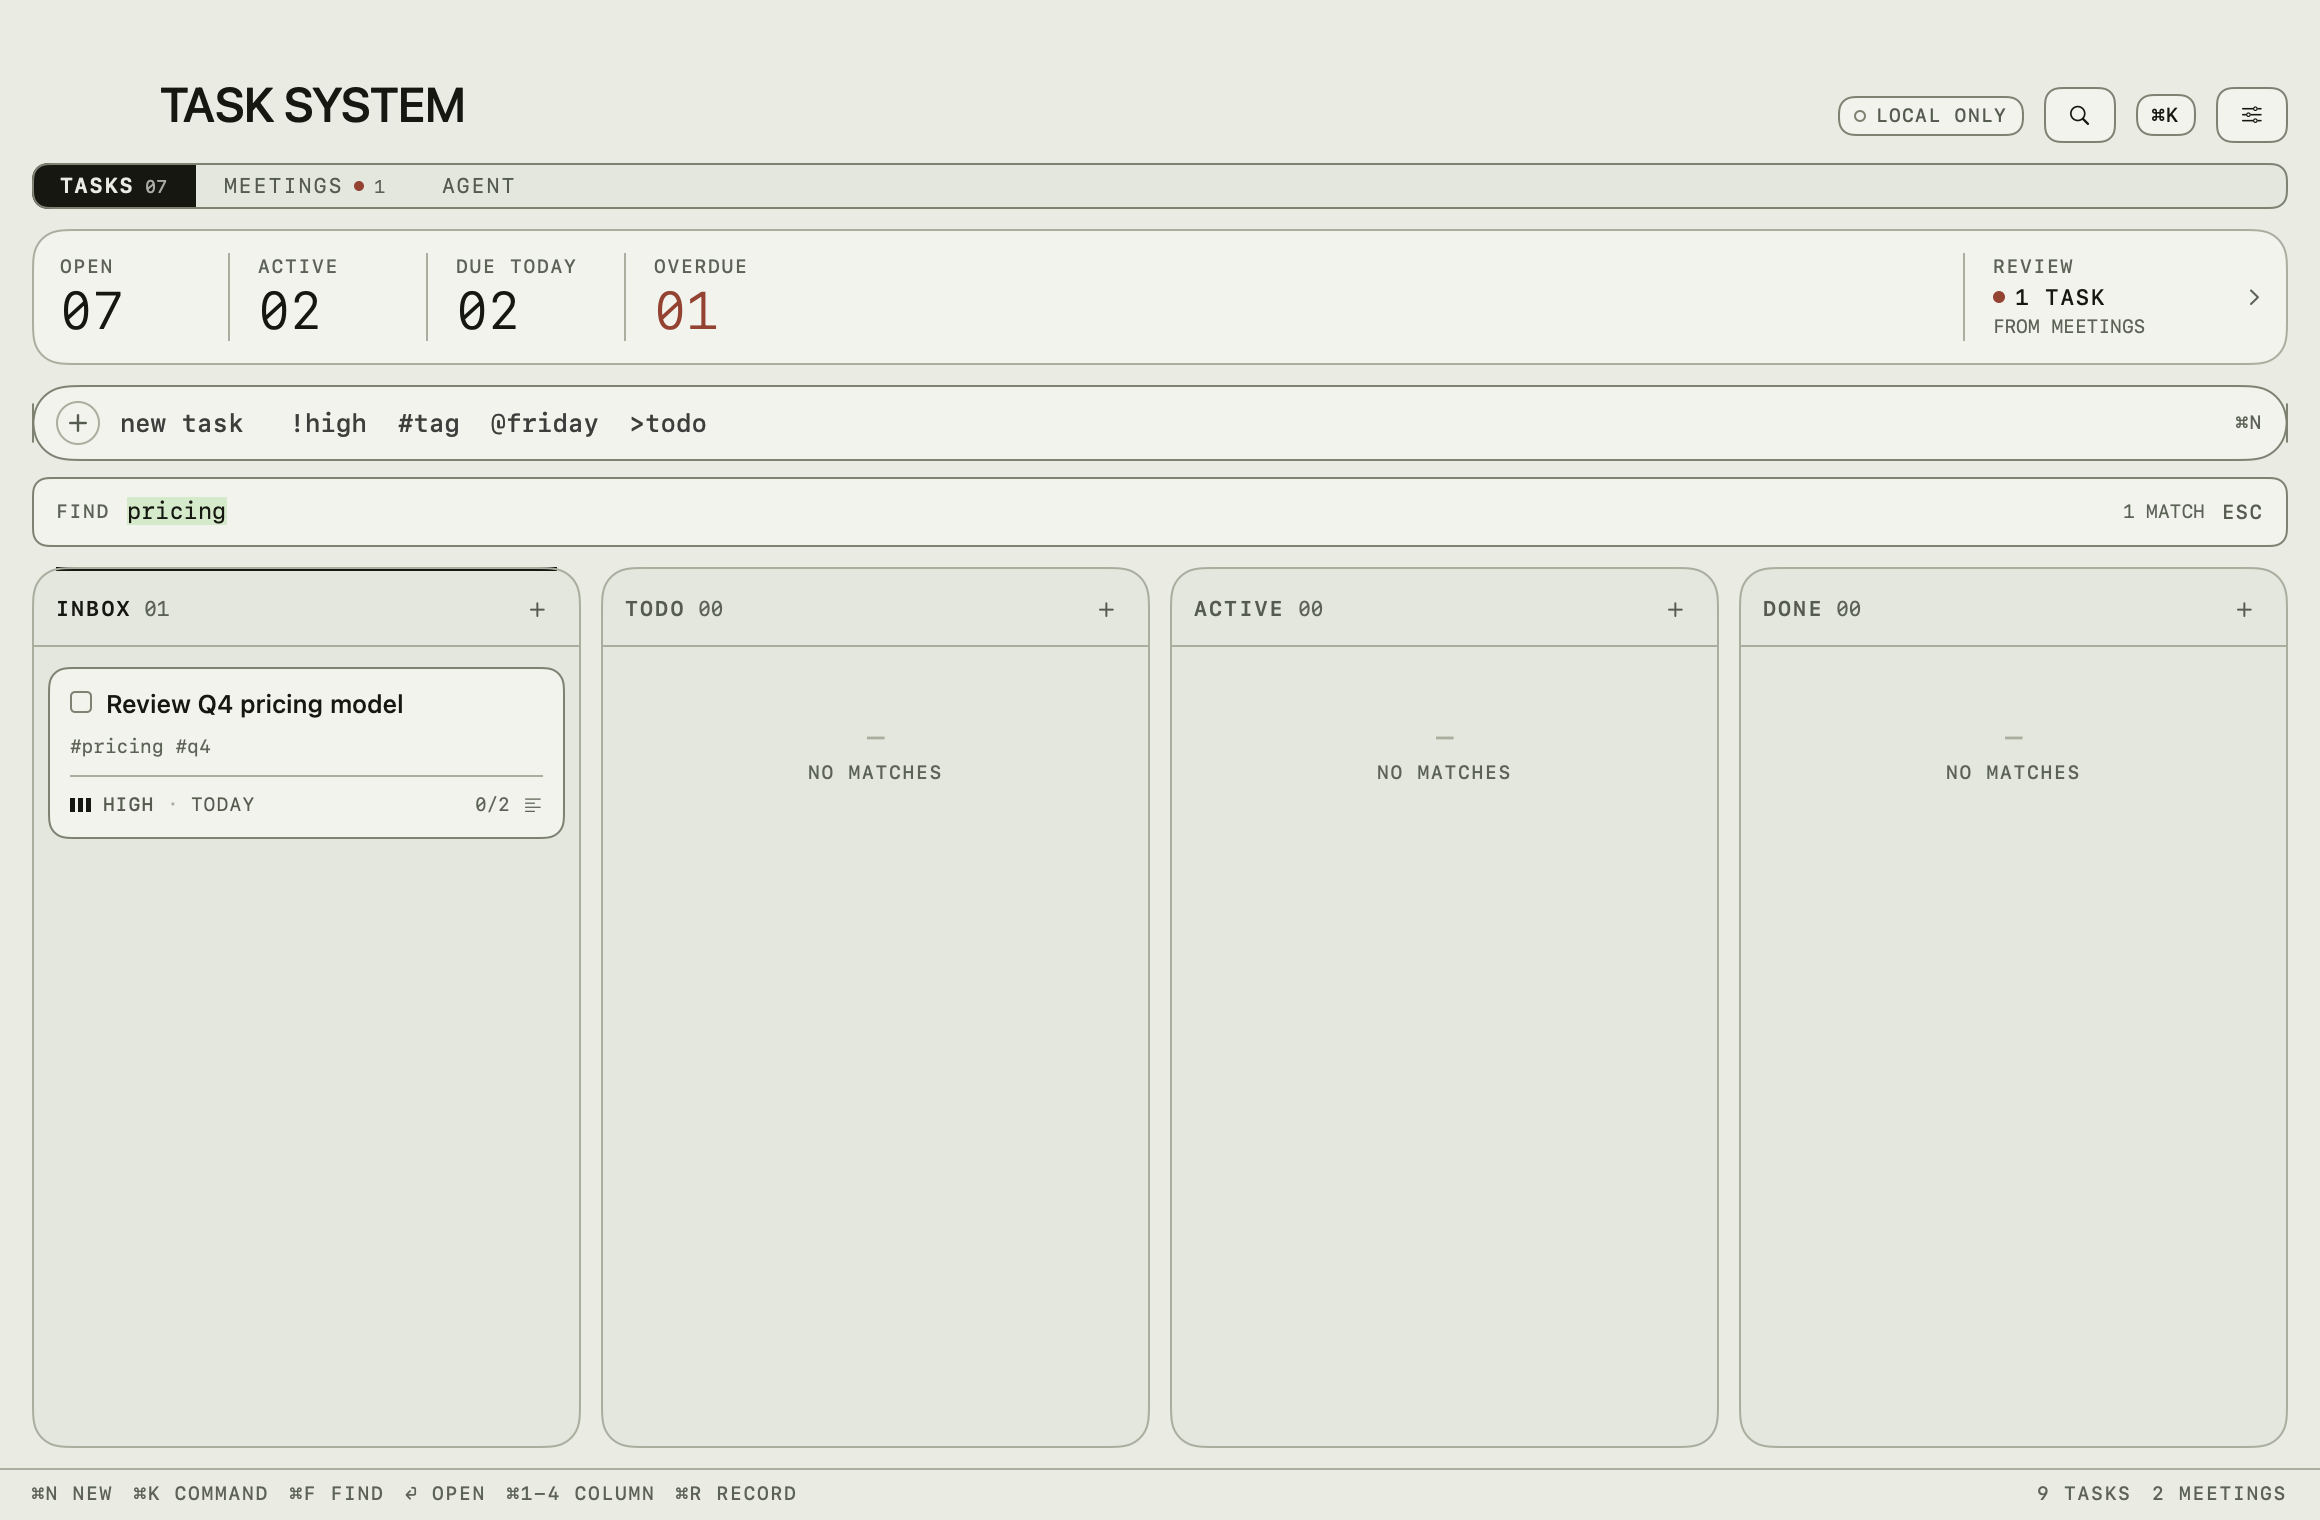 TASK SYSTEM
LOCAL ONLY
⌘K
TASKS 07 MEETINGS 1 AGENT
OPEN
07
ACTIVE
02
DUE TODAY
02
OVERDUE
01
REVIEW
1 TASK
FROM MEETINGS
new task !high #tag @friday >todo
⌘N
FIND pricing
1 MATCH ESC
INBOX 01 +
Review Q4 pricing model
#pricing #q4
HIGH · TODAY 0/2
TODO 00 +
—
NO MATCHES
ACTIVE 00 +
—
NO MATCHES
DONE 00 +
—
NO MATCHES
⌘N NEW ⌘K COMMAND ⌘F FIND ⏎ OPEN ⌘1–4 COLUMN ⌘R RECORD
9 TASKS 2 MEETINGS